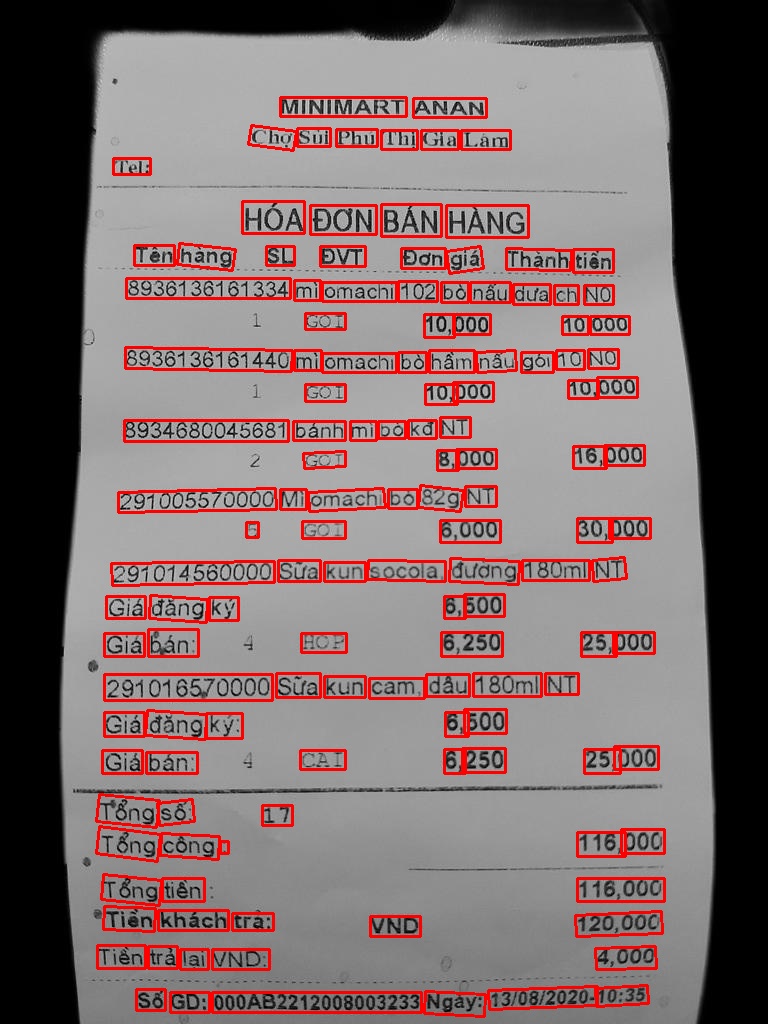 MINIMART ANAN
Chợ Sủi Phú Thị Gia Lâm
Tel:
HÓA ĐƠN BÁN HÀNG
Tên hàng SL ĐVT Đơn giá Thành tiền
8936136161334 mì omachi 102 bò nấu dưa ch N0
1 GOI 10,000 10,000
8936136161440 mì omachi bò hầm nấu gói 10 N0
1 GOI 10,000 10,000
8934680045681 bánh mì bò kđ NT
2 GOI 8,000 16,000
291005570000 Mì omachi bò 82g NT
5 GOI 6,000 30,000
291014560000 Sữa kun socola, đường 180ml NT
Giá đăng ký 6,500
Giá bán: 4 HOP 6,250 25,000
291016570000 Sữa kun cam, dâu 180ml NT
Giá đăng ký: 6,500
Giá bán: 4 CAI 6,250 25,000
Tổng số: 17
Tổng công : 116,000
Tổng tiền : 116,000
Tiền khách trả: VND 120,000
Tiền trả lại VND: 4,000
Số GD: 000AB2212008003233 Ngày: 13/08/2020-10:35